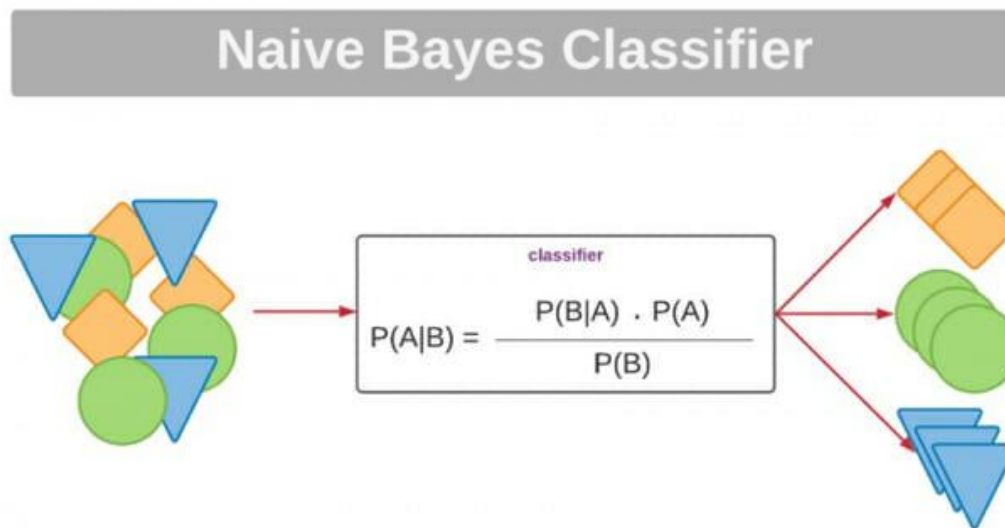 Naive Bayes Classifier
classifier
P(A|B) = P(B|A) . P(A)
P(B)